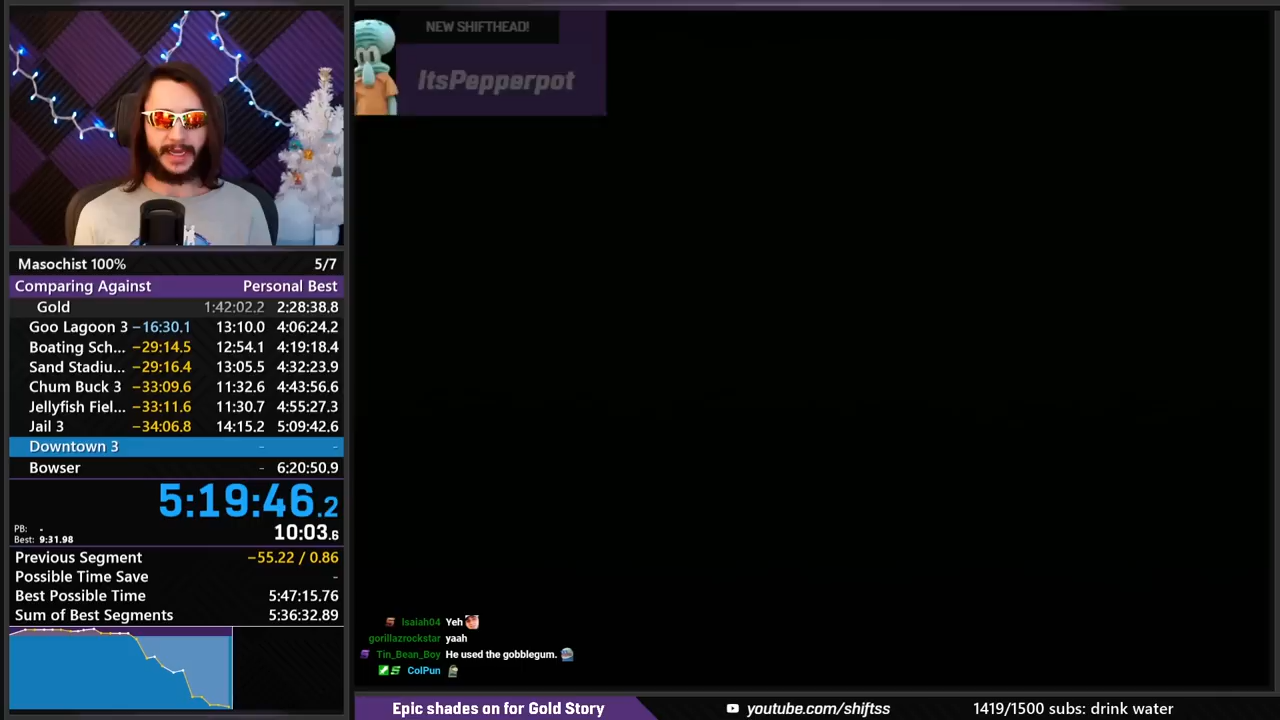 NEW SHIFTHEAD!
ItsPepperpot
Masochist 100% 5/7
Comparing Against Personal Best
Gold 1:42:02.2 2:28:38.8
Goo Lagoon 3 −16:30.1 13:10.0 4:06:24.2
Boating Sch... −29:14.5 12:54.1 4:19:18.4
Sand Stadiu... −29:16.4 13:05.5 4:32:23.9
Chum Buck 3 −33:09.6 11:32.6 4:43:56.6
Jellyfish Fiel... −33:11.6 11:30.7 4:55:27.3
Jail 3 −34:06.8 14:15.2 5:09:42.6
Downtown 3 - -
Bowser - 6:20:50.9
5:19:46.2
PB: -
Best: 9:31.98
10:03.6
Previous Segment −55.22 / 0.86
Possible Time Save -
Best Possible Time 5:47:15.76
Sum of Best Segments 5:36:32.89
Isaiah04 Yeh
gorillazrockstar yaah
Tin_Bean_Boy He used the gobblegum.
ColPun
Epic shades on for Gold Story
youtube.com/shiftss
1419/1500 subs: drink water